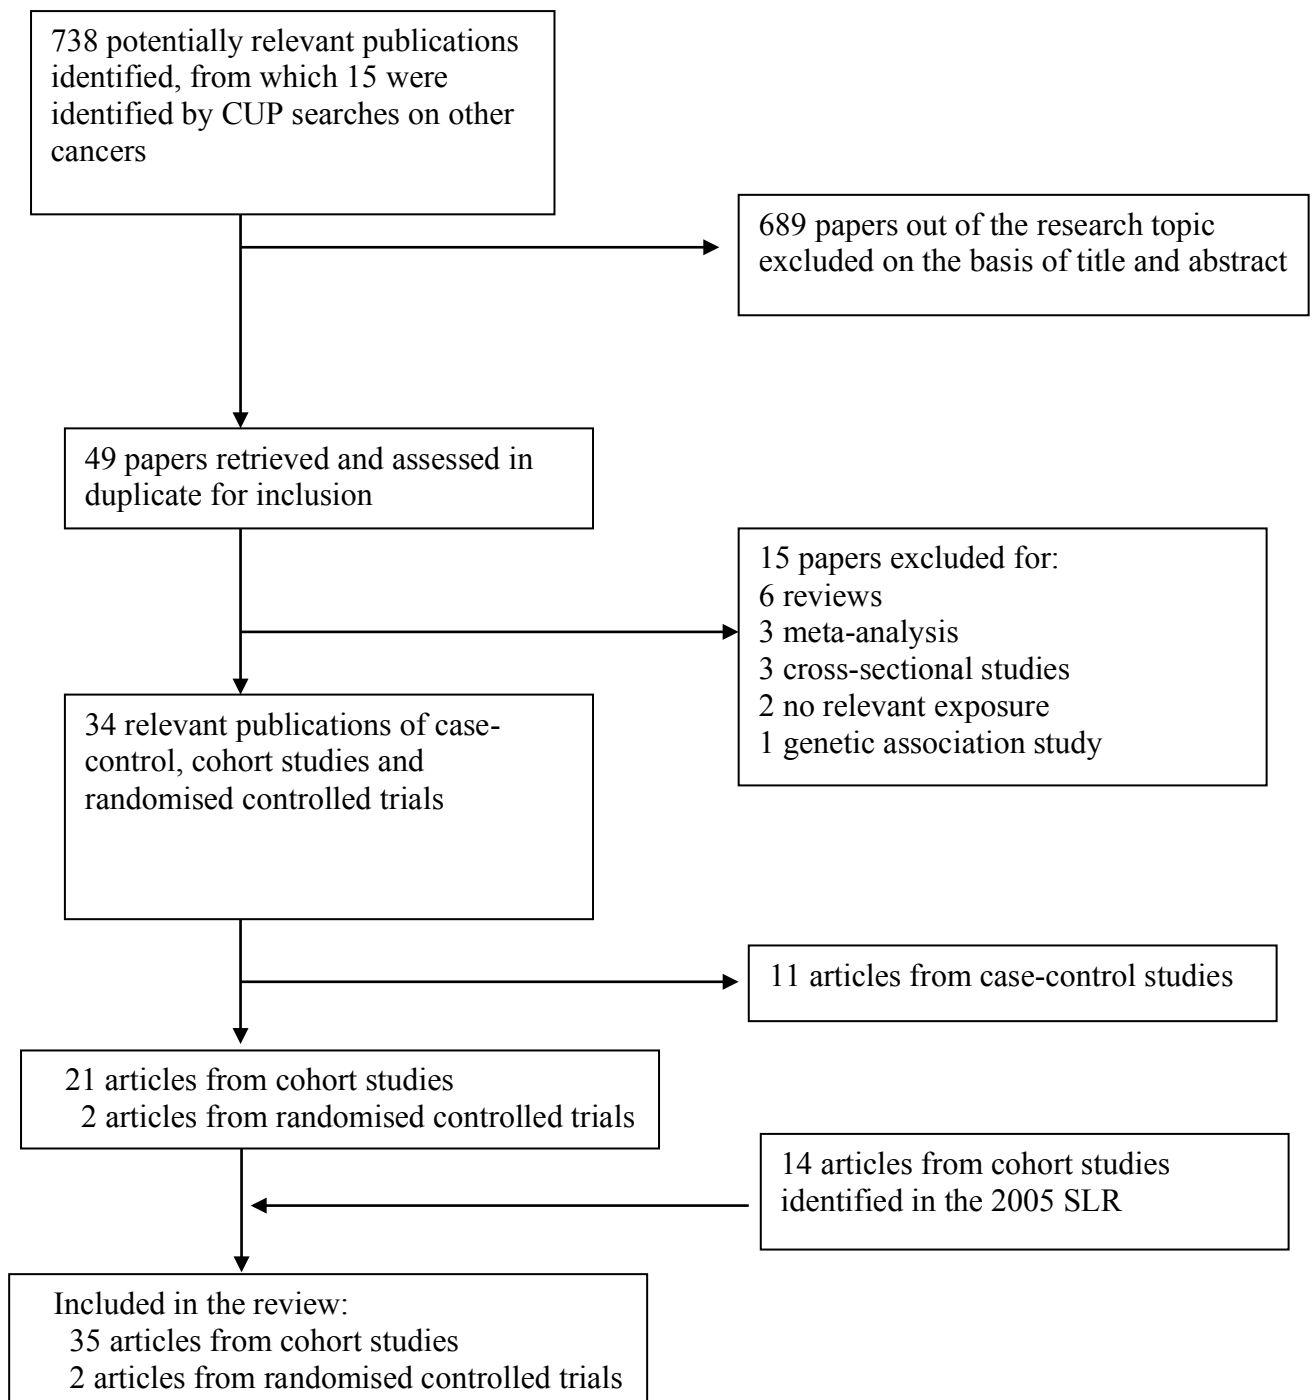 738 potentially relevant publications
identified, from which 15 were
identified by CUP searches on other
cancers
689 papers out of the research topic
excluded on the basis of title and abstract
49 papers retrieved and assessed in
duplicate for inclusion
15 papers excluded for:
6 reviews
3 meta-analysis
3 cross-sectional studies
2 no relevant exposure
1 genetic association study
34 relevant publications of case-
control, cohort studies and
randomised controlled trials
11 articles from case-control studies
21 articles from cohort studies
2 articles from randomised controlled trials
14 articles from cohort studies
identified in the 2005 SLR
Included in the review:
35 articles from cohort studies
2 articles from randomised controlled trials